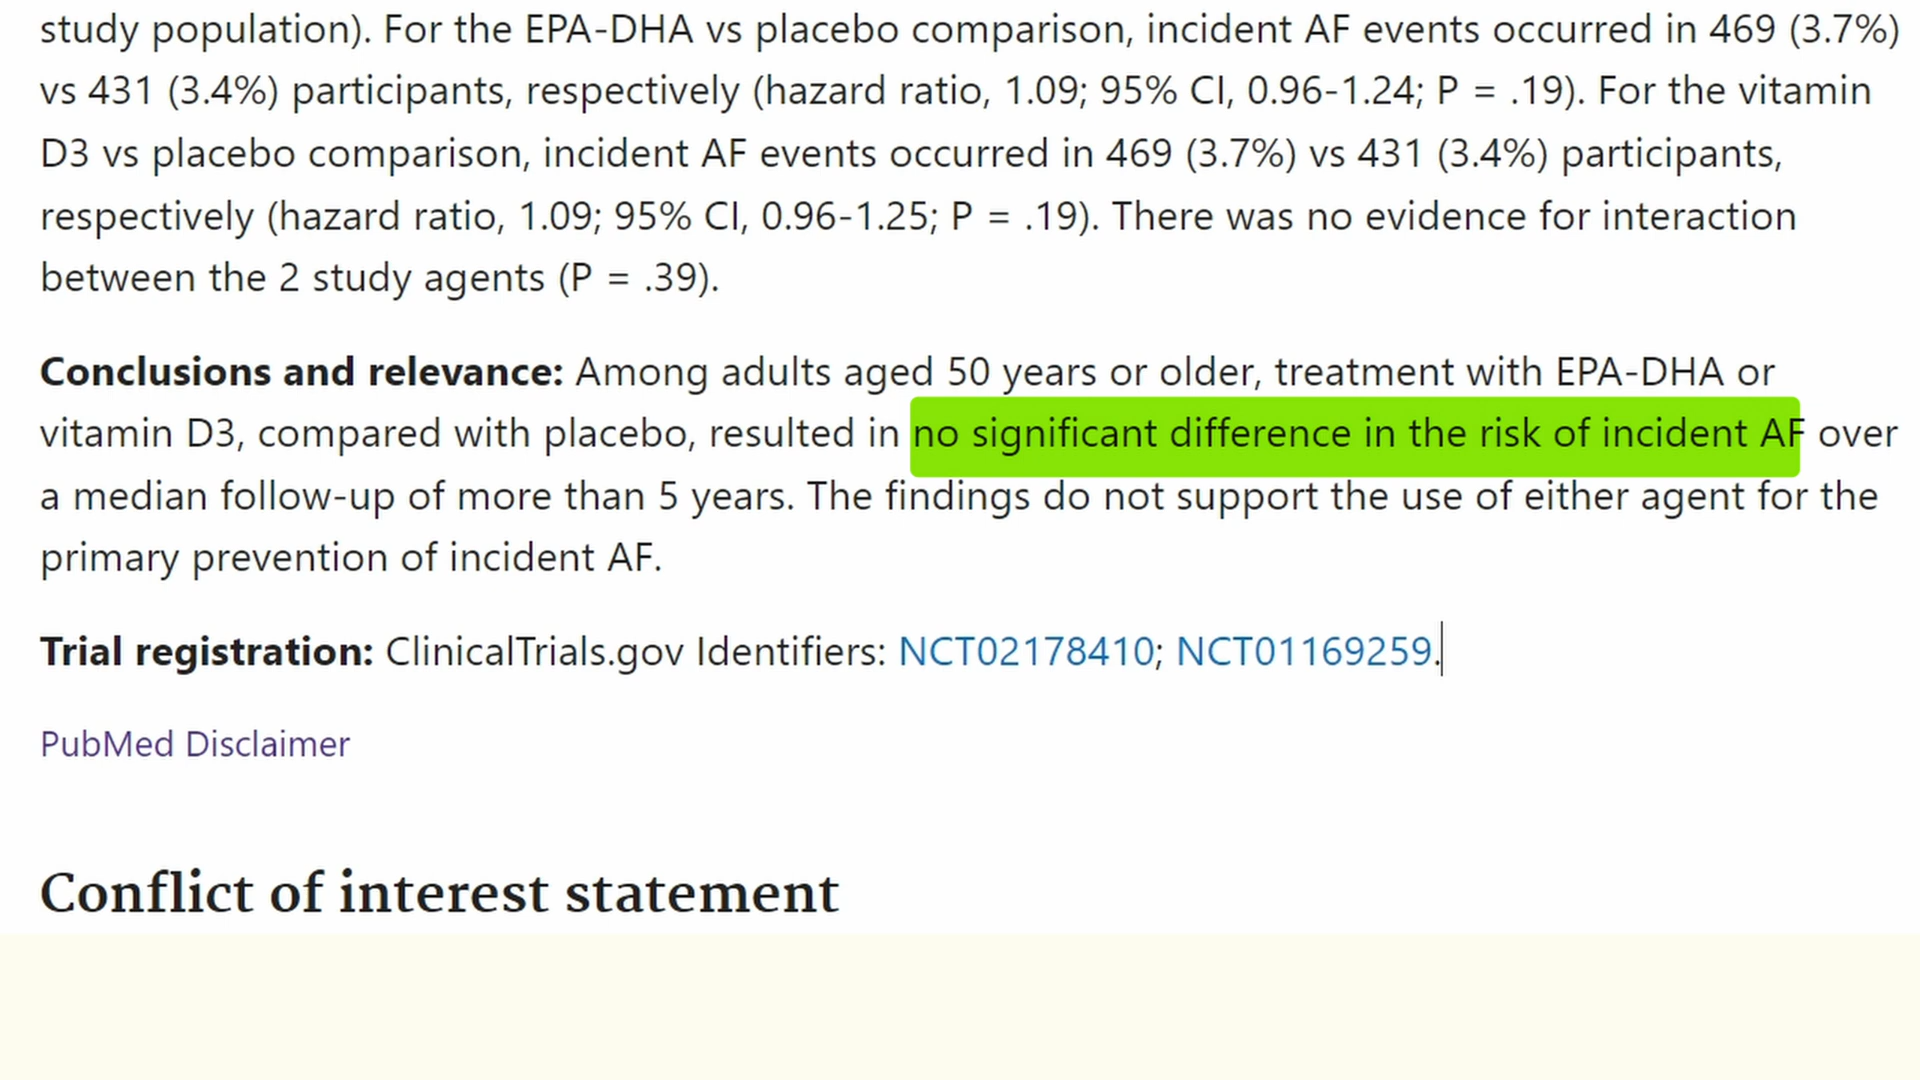 study population). For the EPA-DHA vs placebo comparison, incident AF events occurred in 469 (3.7%)
vs 431 (3.4%) participants, respectively (hazard ratio, 1.09; 95% CI, 0.96-1.24; P = .19). For the vitamin
D3 vs placebo comparison, incident AF events occurred in 469 (3.7%) vs 431 (3.4%) participants,
respectively (hazard ratio, 1.09; 95% CI, 0.96-1.25; P = .19). There was no evidence for interaction
between the 2 study agents (P = .39).
Conclusions and relevance: Among adults aged 50 years or older, treatment with EPA-DHA or
vitamin D3, compared with placebo, resulted in no significant difference in the risk of incident AF over
a median follow-up of more than 5 years. The findings do not support the use of either agent for the
primary prevention of incident AF.
Trial registration: ClinicalTrials.gov Identifiers: NCT02178410; NCT01169259.
PubMed Disclaimer
Conflict of interest statement